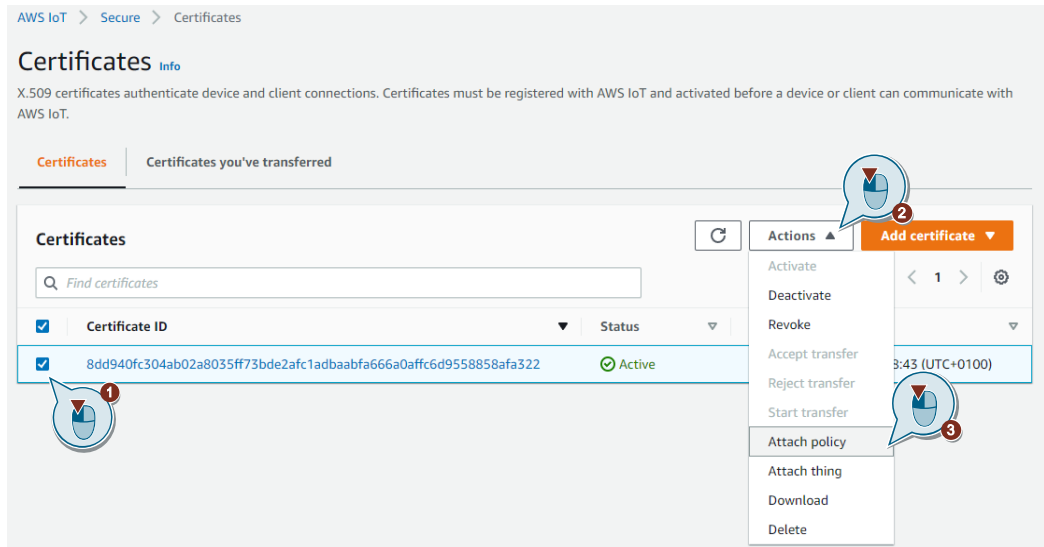 AWS IoT > Secure > Certificates
Certificates Info
X.509 certificates authenticate device and client connections. Certificates must be registered with AWS IoT and activated before a device or client can communicate with
AWS IoT.
Certificates Certificates you've transferred
2
Certificates Actions Add certificate
Find certificates
1
Activate
Deactivate
Certificate ID Status
Revoke
8dd940fc304ab02a8035ff73bde2afc1adbaabfa666a0affc6d9558858afa322 Active 8:43 (UTC+0100)
Accept transfer
Reject transfer
Start transfer
1
3
Attach policy
Attach thing
Download
Delete